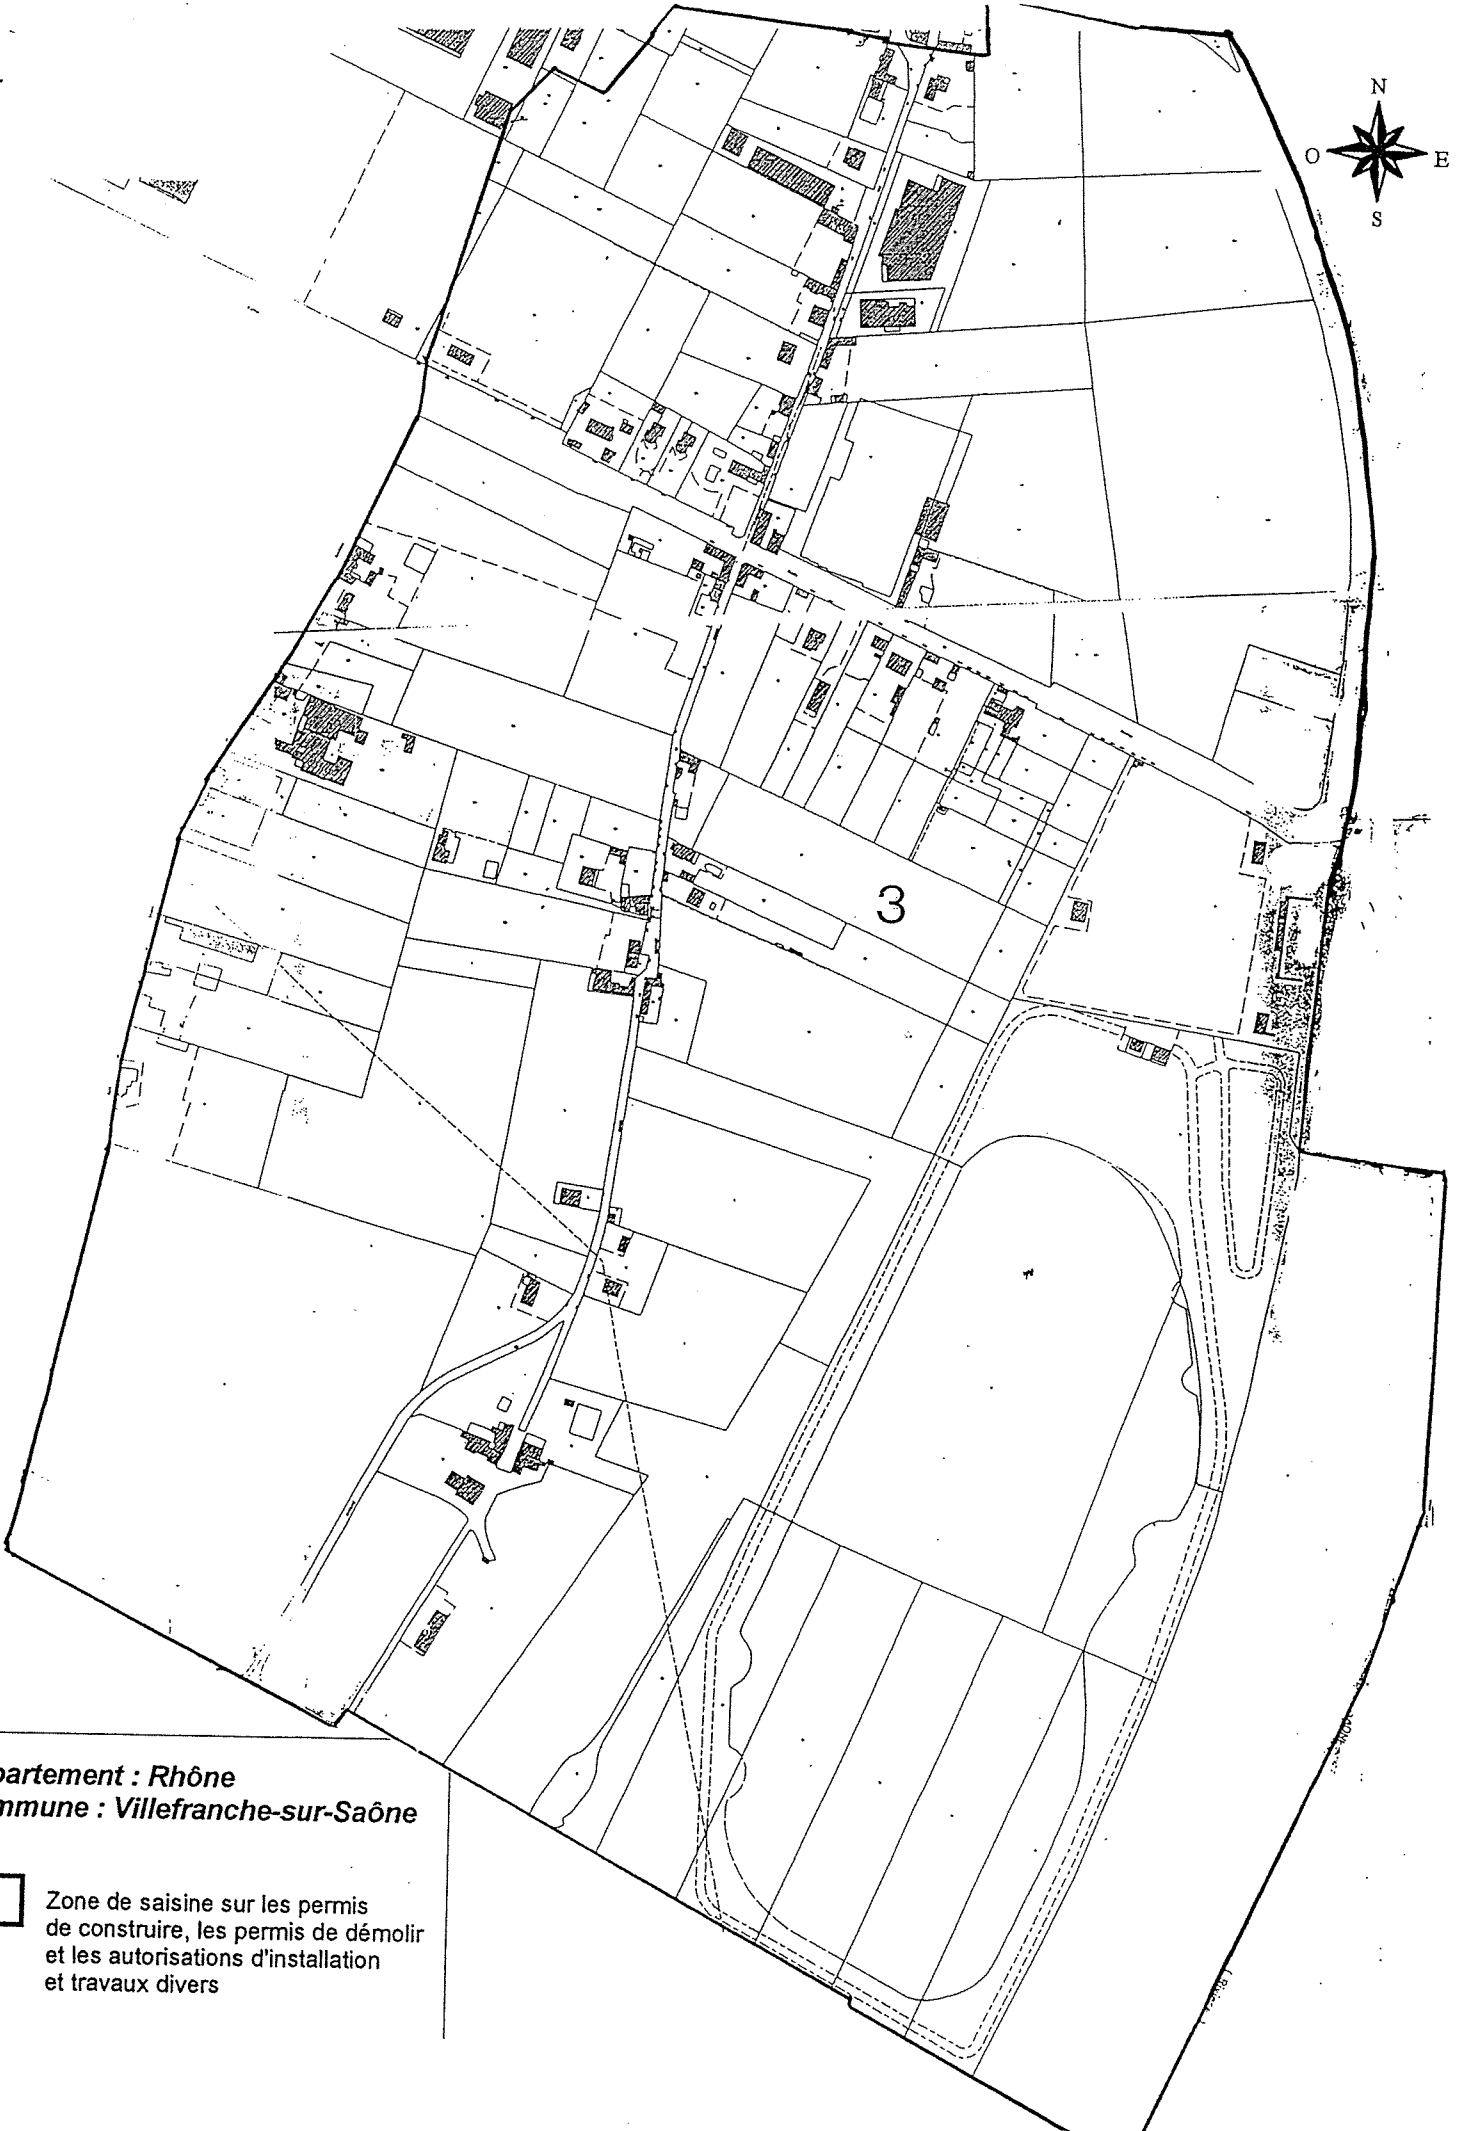 N
O E
S
3
partement : Rhône
mmune : Villefranche-sur-Saône
Zone de saisine sur les permis
de construire, les permis de démolir
et les autorisations d'installation
et travaux divers